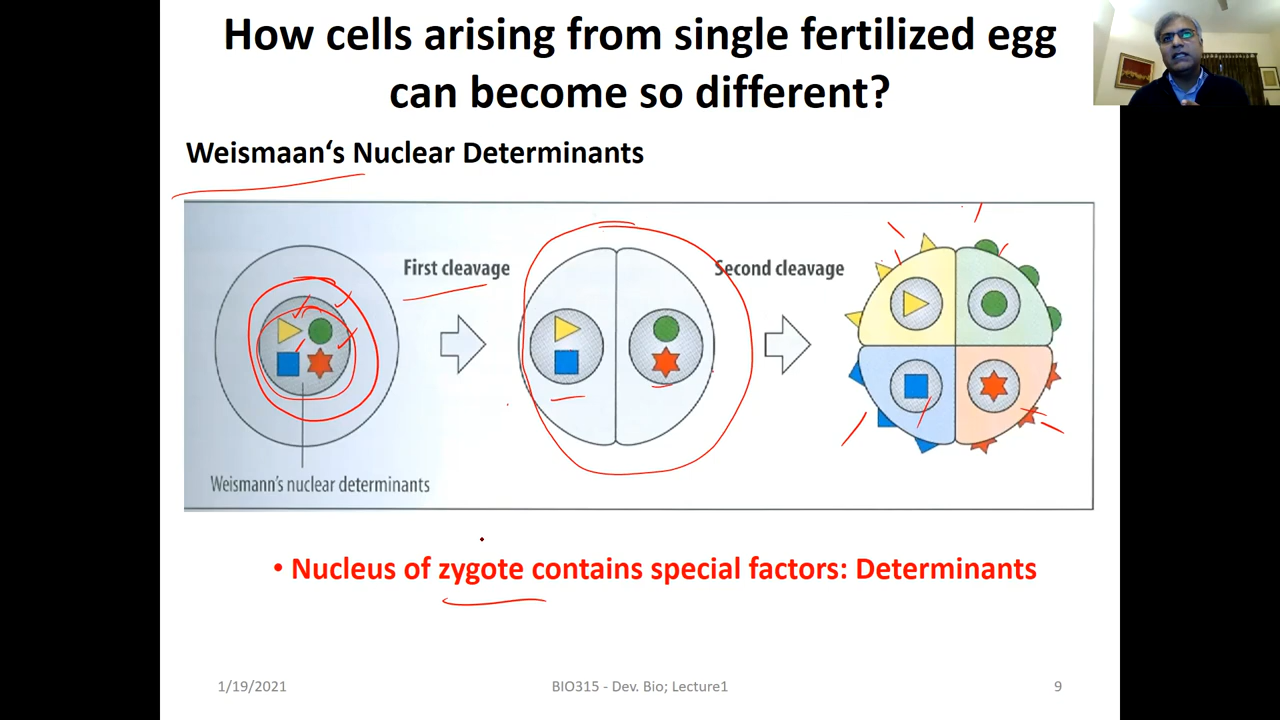 How cells arising from single fertilized egg
can become so different?
Weismaan‘s Nuclear Determinants
First cleavage
Second cleavage
Weismann's nuclear determinants
• Nucleus of zygote contains special factors: Determinants
1/19/2021
BIO315 - Dev. Bio; Lecture1
9